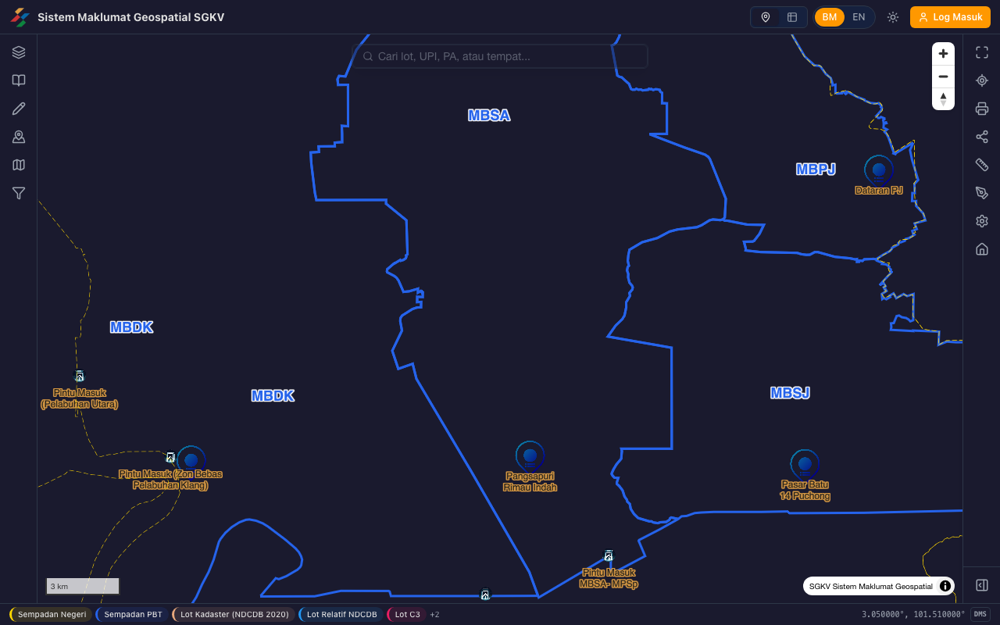 Sistem Maklumat Geospatial SGKV
BM
EN
Log Masuk
Cari lot, UPI, PA, atau tempat...
MBSA
MBPJ
Dataran PJ
MBDK
Pintu Masuk
(Pelabuhan Utara)
MBDK
MBSJ
Pintu Masuk (Zon Bebas
Pelabuhan Klang)
Pangsapuri
Rimau Indah
Pasar Batu
14 Puchong
Pintu Masuk
MBSA- MPSp
3 km
SGKV Sistem Maklumat Geospatial
Sempadan Negeri
Sempadan PBT
Lot Kadaster (NDCDB 2020)
Lot Relatif NDCDB
Lot C3
+2
3.050000°, 101.510000°
DMS